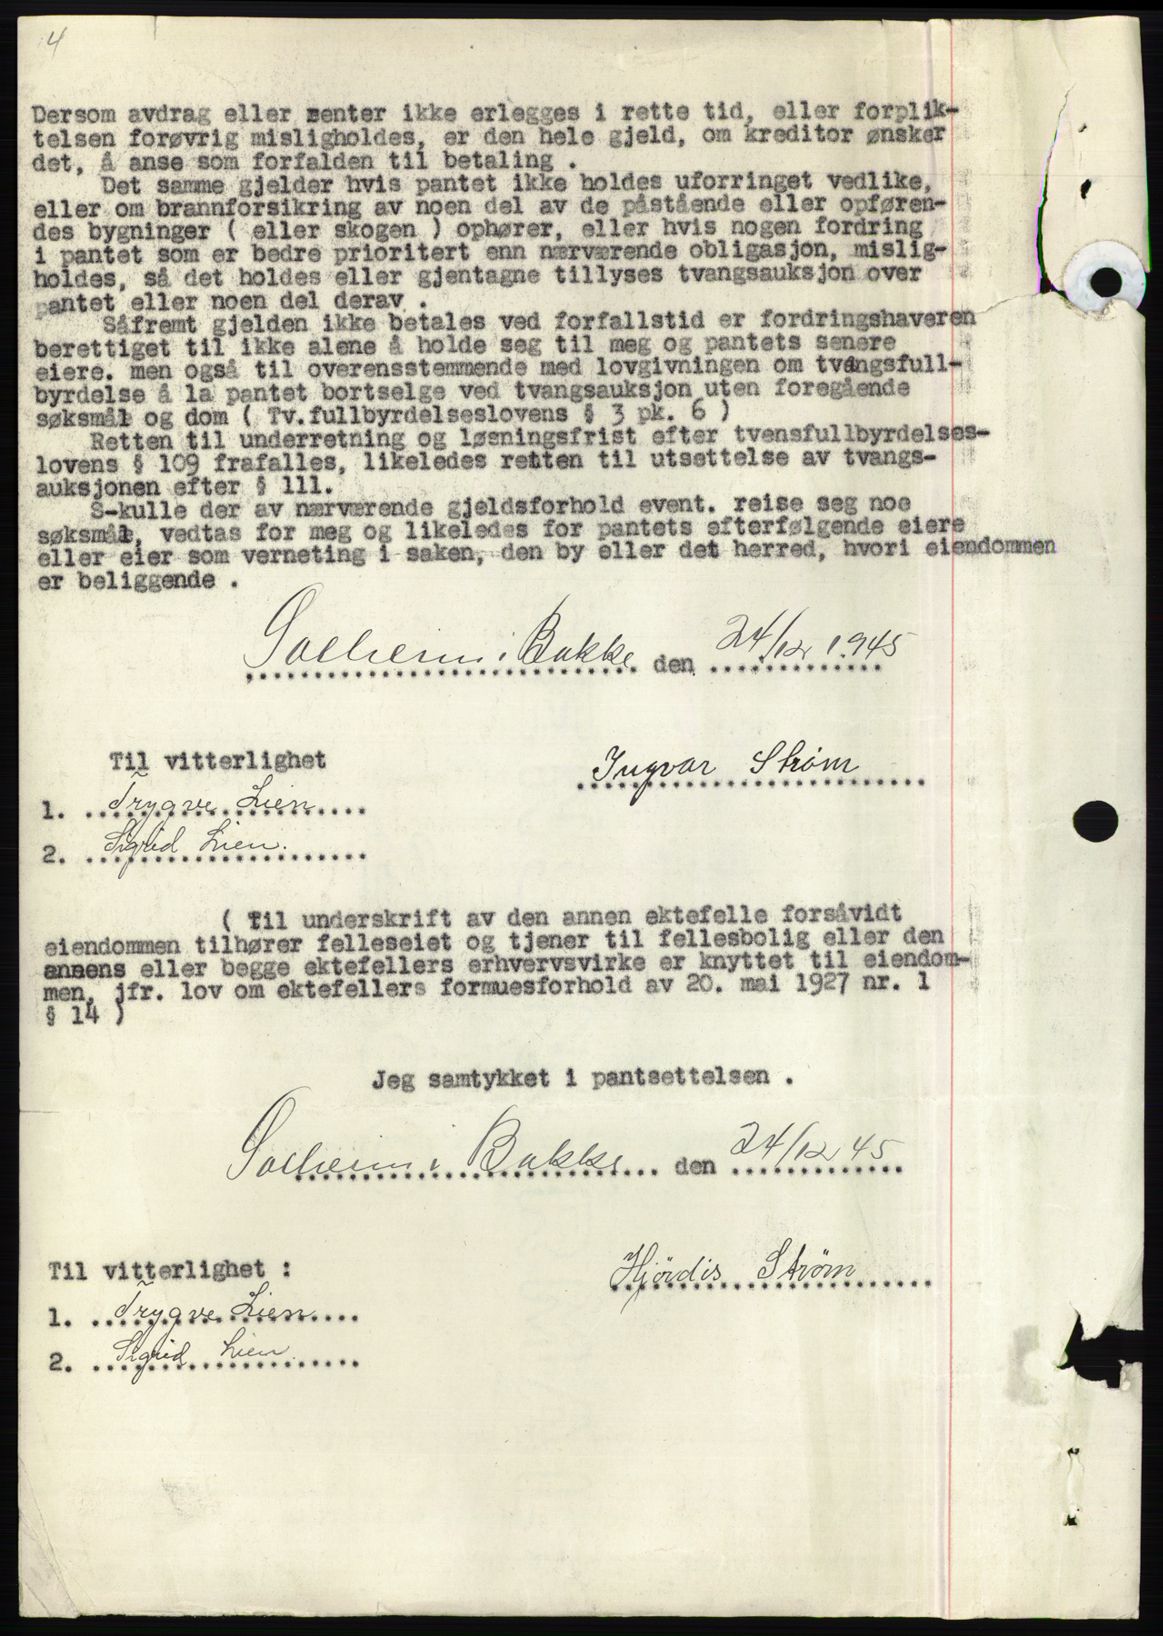 4
Dersom avdrag eller renter ikke erlegges i rette tid, eller forplik-
telsen forøvrig misligholdes, er den hele gjeld, om kreditor ønsker
det, å anse som forfalden til betaling .
Det samme gjelder hvis pantet ikke holdes uforringet vedlike,
eller om brannforsikring av noen del av de påstående eller opføren-
des bygninger ( eller skogen ) ophører, eller hvis nogen fordring
i pantet som er bedre prioritert enn nærværende obligasjon, mislig-
holdes, så det holdes eller gjentagne tillyses tvangsauksjon over
pantet eller noen del derav .
Såfremt gjelden ikke betales ved forfallstid er fordringshaveren
berettiget til ikke alene å holde seg til meg og pantets senere
eiere. men også til overensstemmende med lovgivningen om tvangsfull-
byrdelse å la pantet bortselge ved tvangsauksjon uten foregående
søksmål og dom ( Tv.fullbyrdelseslovens § 3 pk. 6 )
Retten til underretning og løsningsfrist efter tvensfullbyrdelses-
lovens § 109 frafalles, likeledes retten til utsettelse av tvangs-
auksjonen efter § 111.
S-kulle der av nærværende gjeldsforhold event. reise seg noe
søksmål, vedtas for meg og likeledes for pantets efterfølgende eiere
eller eier som verneting i saken, den by eller det herred, hvori eiendommen
er beliggende .
Solheim i Bakke den 24/12 1945
Til vitterlighet
Ingvar Strøm
1. Trygve Lien
2. Sigrid Lien.
( Til underskrift av den annen ektefelle forsåvidt
eiendommen tilhører felleseiet og tjener til fellesbolig eller den
annens eller begge ektefellers erhvervsvirke er knyttet til eiendom-
men, jfr. lov om ektefellers formuesforhold av 20. mai 1927 nr. 1
§ 14 )
Jeg samtykket i pantsettelsen .
Solheim i Bakke den 24/12 45
Til vitterlighet :
Hjördis Ström
1. Trygve Lien
2. Sigrid Lien.